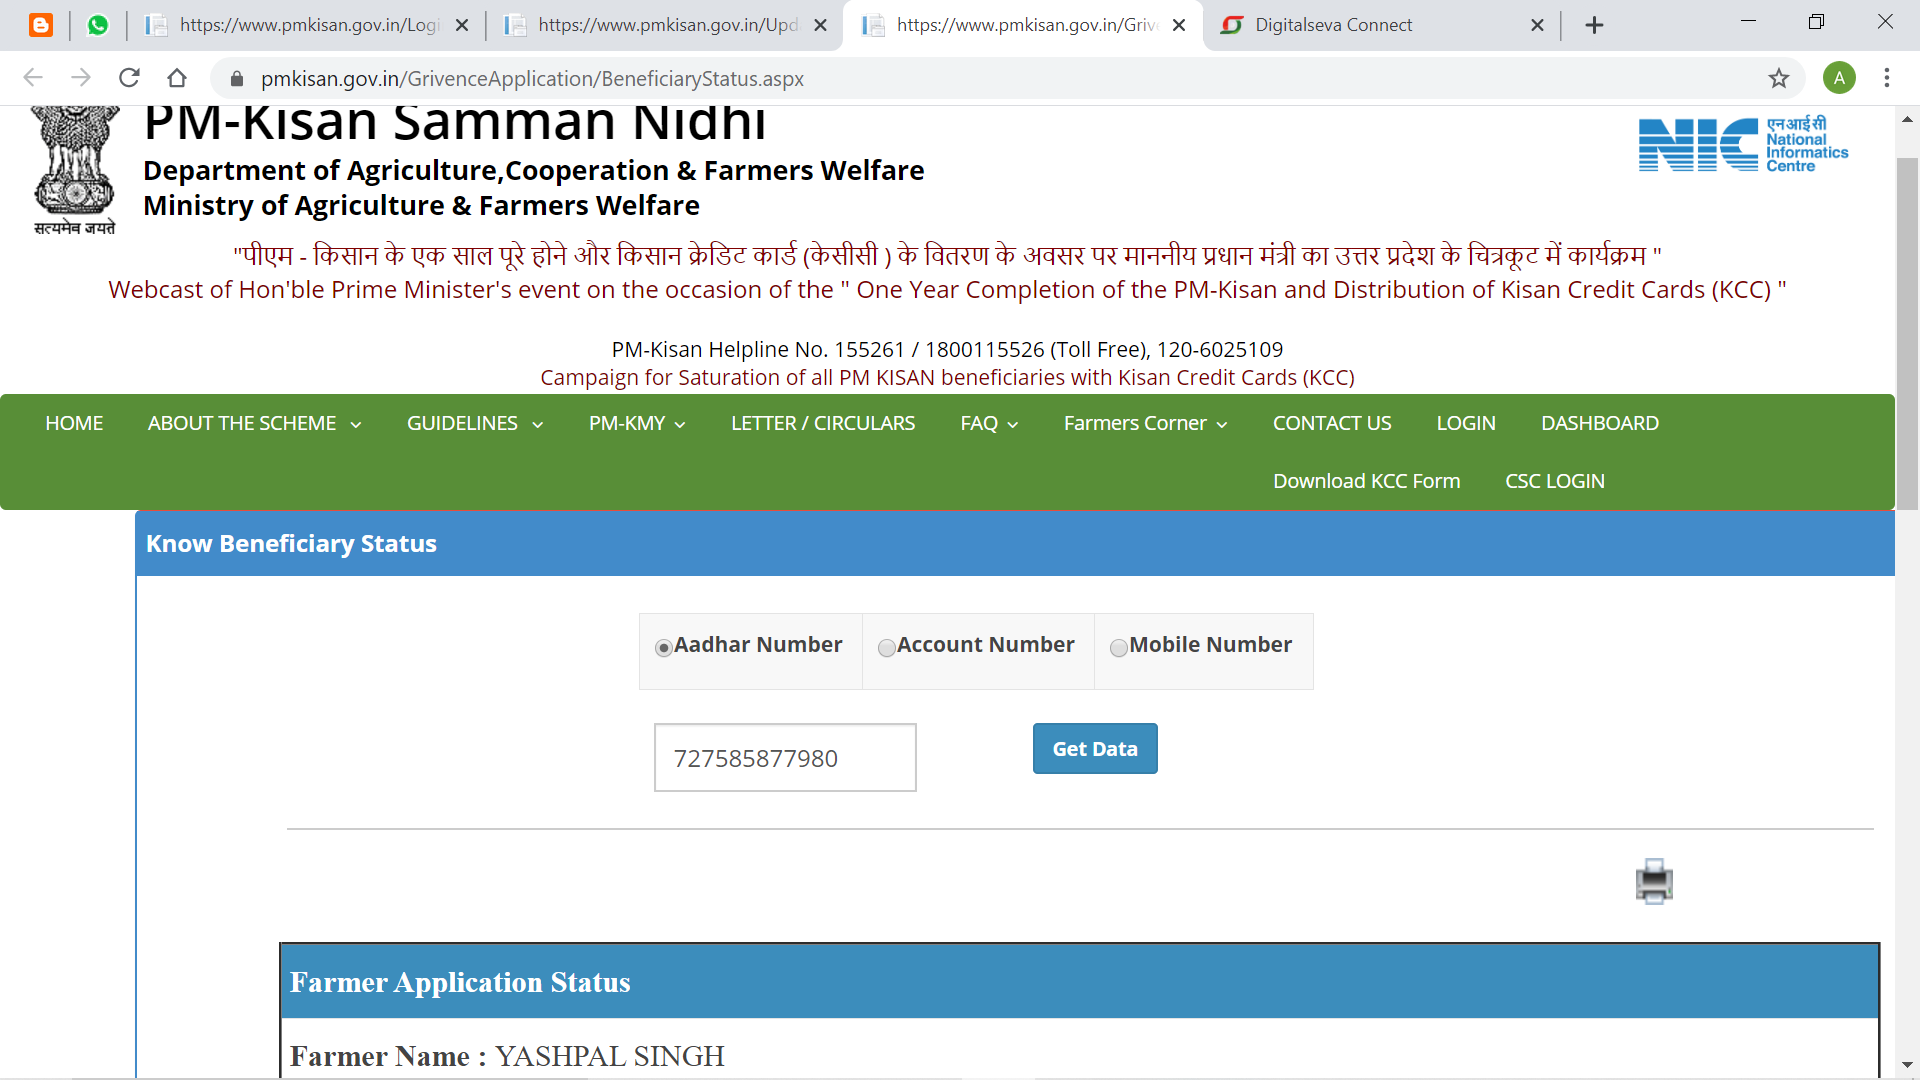 https://www.pmkisan.gov.in/Logi
https://www.pmkisan.gov.in/Upd
https://www.pmkisan.gov.in/Grive
Digitalseva Connect
pmkisan.gov.in/GrivenceApplication/BeneficiaryStatus.aspx
A
PM-Kisan Samman Nidhi
Department of Agriculture,Cooperation & Farmers Welfare
Ministry of Agriculture & Farmers Welfare
सत्यमेव जयते
NIC
एनआईसी
National
Informatics
Centre
"पीएम - किसान के एक साल पूरे होने और किसान क्रेडिट कार्ड (केसीसी ) के वितरण के अवसर पर माननीय प्रधान मंत्री का उत्तर प्रदेश के चित्रकूट में कार्यक्रम "
Webcast of Hon'ble Prime Minister's event on the occasion of the " One Year Completion of the PM-Kisan and Distribution of Kisan Credit Cards (KCC) "
PM-Kisan Helpline No. 155261 / 1800115526 (Toll Free), 120-6025109
Campaign for Saturation of all PM KISAN beneficiaries with Kisan Credit Cards (KCC)
HOME ABOUT THE SCHEME GUIDELINES PM-KMY LETTER / CIRCULARS FAQ Farmers Corner CONTACT US LOGIN DASHBOARD
Download KCC Form CSC LOGIN
Know Beneficiary Status
Aadhar Number Account Number Mobile Number
727585877980
Get Data
Farmer Application Status
Farmer Name : YASHPAL SINGH